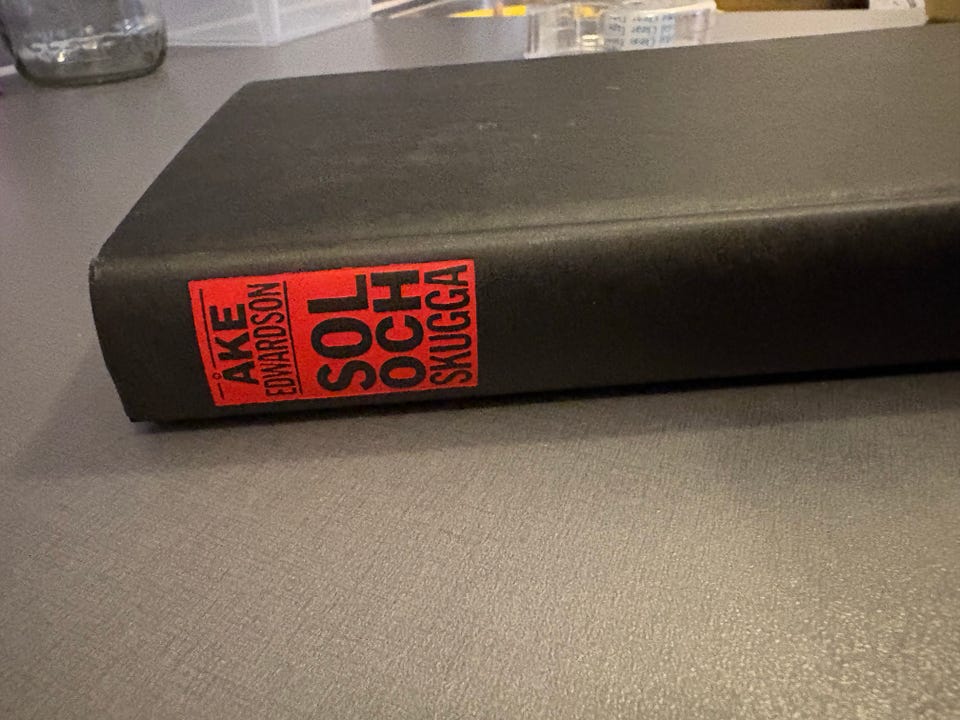 ÅKE
EDWARDSON
SOL
OCH
SKUGGA